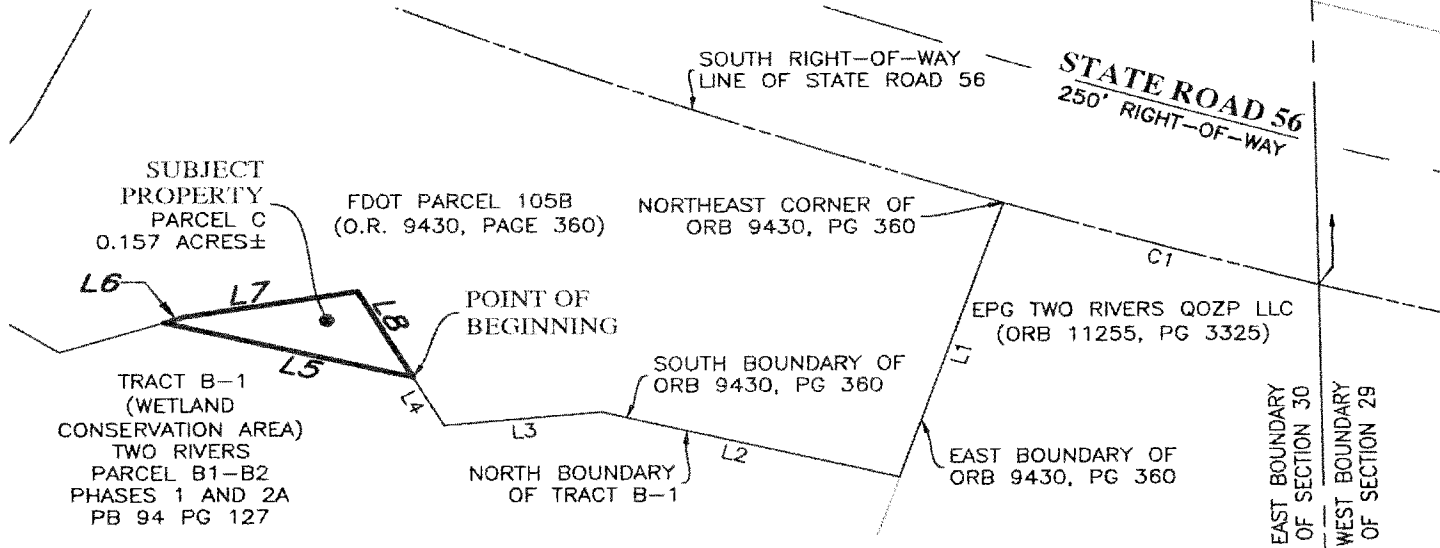 SOUTH RIGHT-OF-WAY
LINE OF STATE ROAD 56
STATE ROAD 56
250' RIGHT-OF-WAY
SUBJECT
PROPERTY
PARCEL C
0.157 ACRES±
FDOT PARCEL 105B
(O.R. 9430, PAGE 360)
NORTHEAST CORNER OF
ORB 9430, PG 360
C1
L6
L7
L8
L5
POINT OF
BEGINNING
EPG TWO RIVERS QOZP LLC
(ORB 11255, PG 3325)
L1
SOUTH BOUNDARY OF
ORB 9430, PG 360
TRACT B-1
(WETLAND
CONSERVATION AREA)
TWO RIVERS
PARCEL B1-B2
PHASES 1 AND 2A
PB 94 PG 127
L4
L3
L2
NORTH BOUNDARY
OF TRACT B-1
EAST BOUNDARY OF
ORB 9430, PG 360
EAST BOUNDARY
OF SECTION 30
WEST BOUNDARY
OF SECTION 29